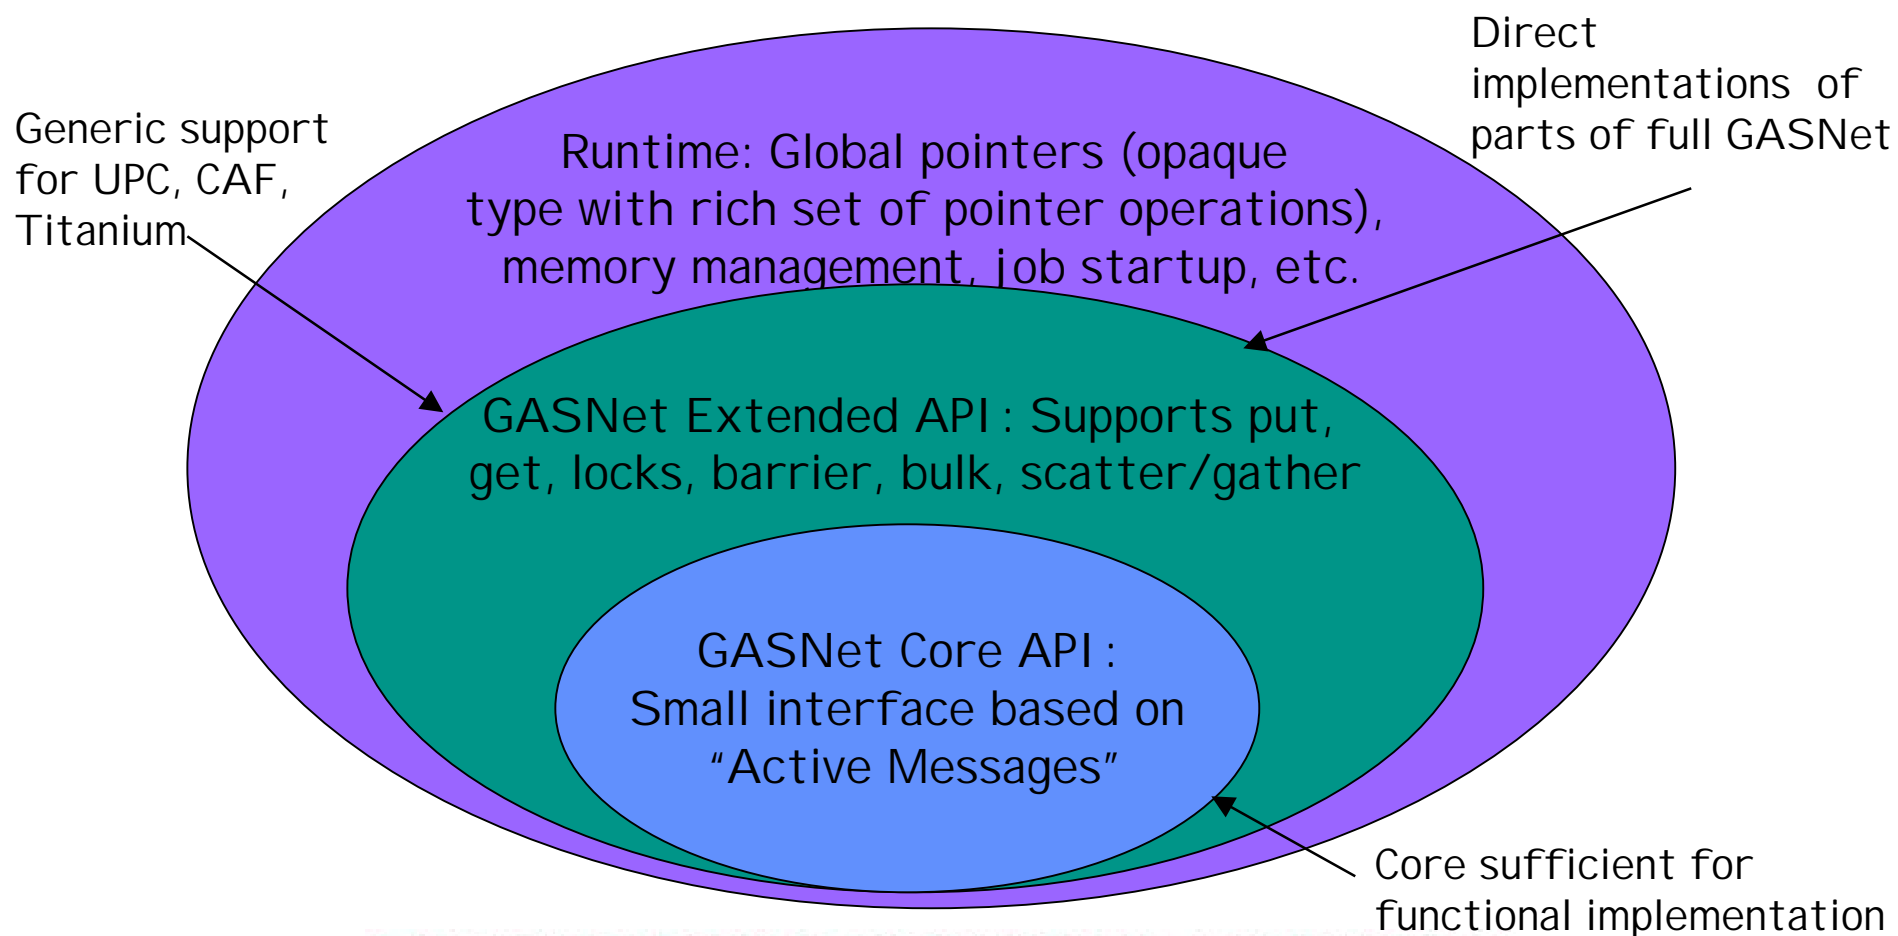 Direct
implementations of
parts of full GASNet
Generic support
for UPC, CAF,
Titanium
Runtime: Global pointers (opaque
type with rich set of pointer operations),
memory management, job startup, etc.
GASNet Extended API: Supports put,
get, locks, barrier, bulk, scatter/gather
GASNet Core API:
Small interface based on
“Active Messages”
Core sufficient for
functional implementation